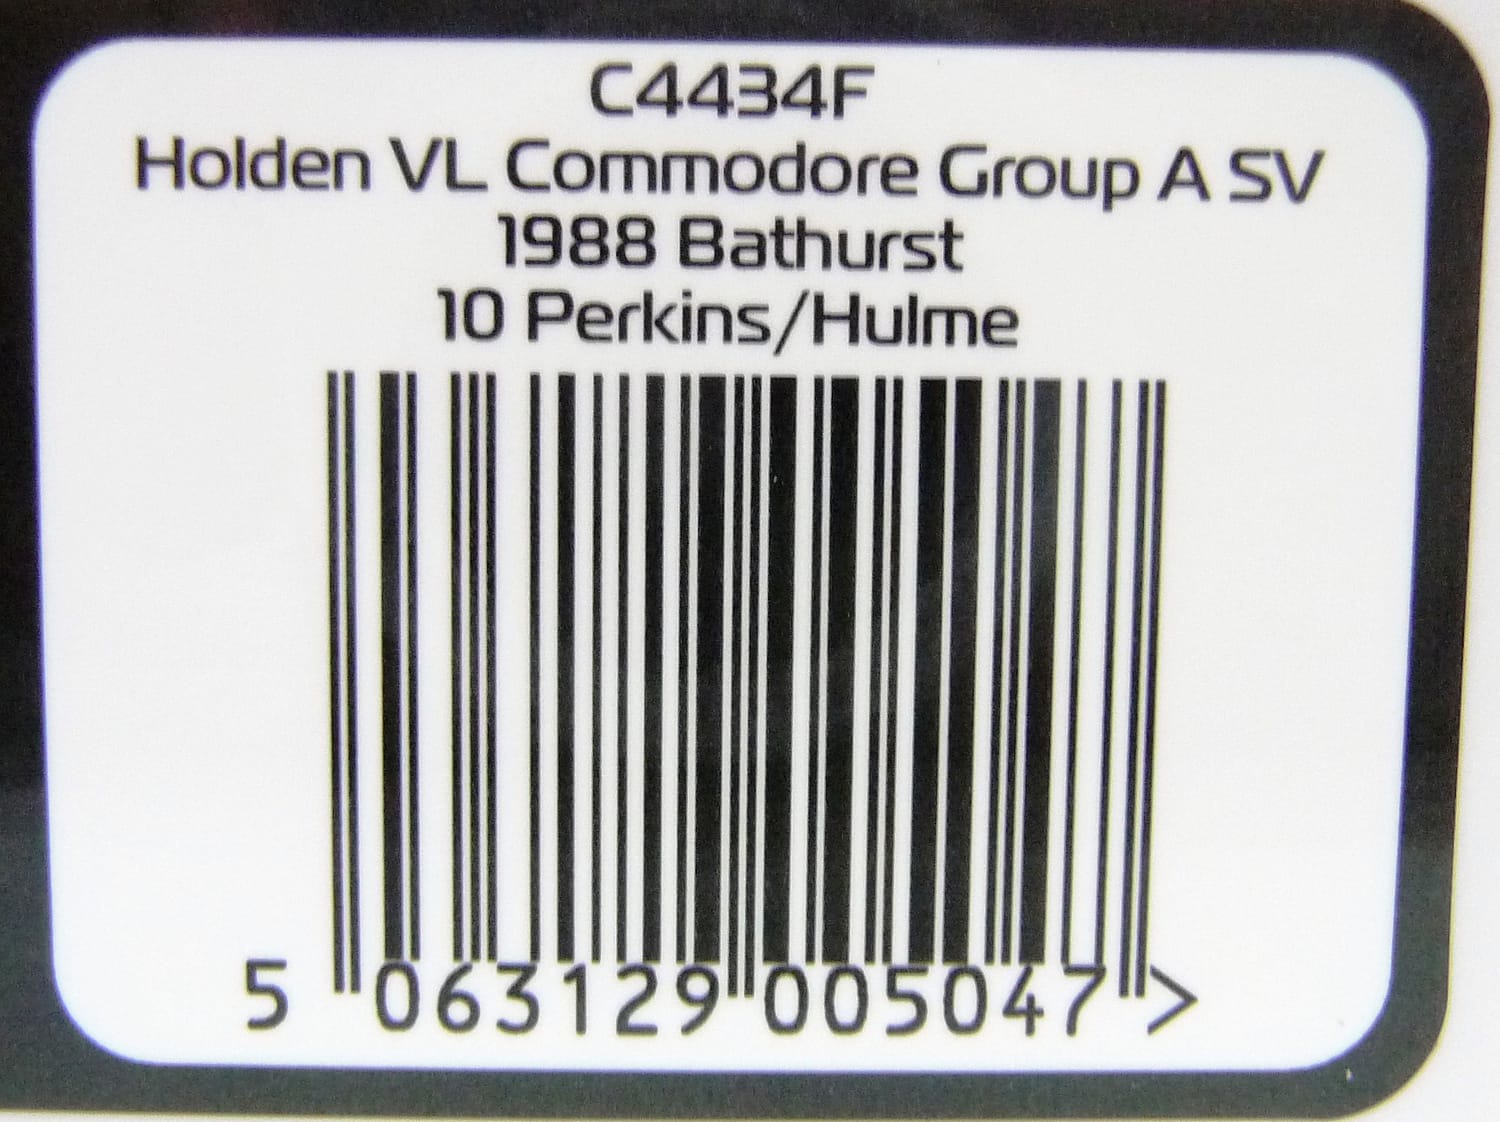 C4434F
Holden VL Commodore Group A SV
1988 Bathurst
10 Perkins/Hulme
5 063129 005047 >